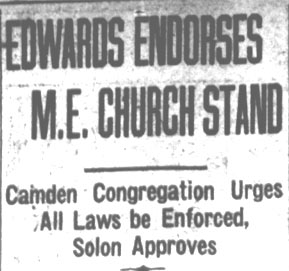 EDWARDS ENDORSES
M.E. CHURCH STAND
Camden Congregation Urges
All Laws be Enforced,
Solon Approves